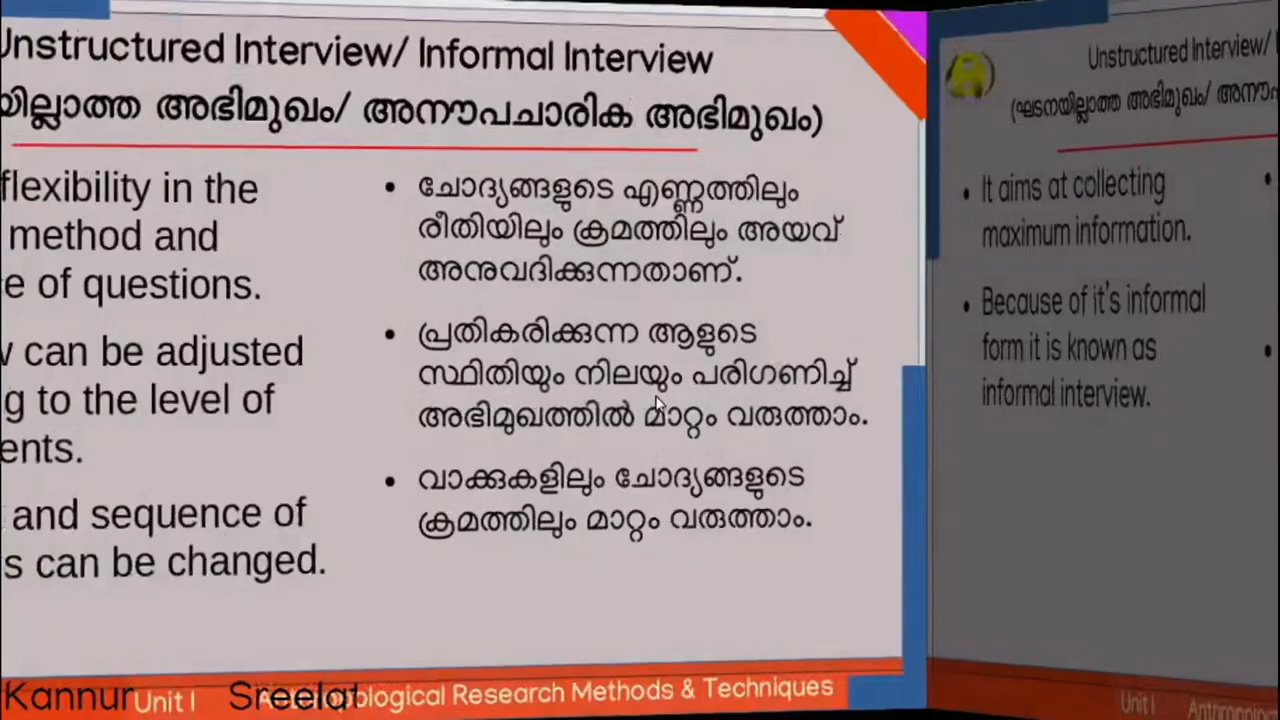 Unstructured Interview/ Informal Interview
യില്ലാത്ത അഭിമുഖം/ അനൗപചാരിക അഭിമുഖം)
flexibility in the
method and
e of questions.
can be adjusted
g to the level of
ents.
and sequence of
s can be changed.
• ചോദ്യങ്ങളുടെ എണ്ണത്തിലും
രീതിയിലും ക്രമത്തിലും അയവ്
അനുവദിക്കുന്നതാണ്.
• പ്രതികരിക്കുന്ന ആളുടെ
സ്ഥിതിയും നിലയും പരിഗണിച്ച്
അഭിമുഖത്തിൽ മാറ്റം വരുത്താം.
• വാക്കുകളിലും ചോദ്യങ്ങളുടെ
ക്രമത്തിലും മാറ്റം വരുത്താം.
Kannur Unit I Sreelat Anthropological Research Methods & Techniques
Unstructured Interview/
(ഘടനയില്ലാത്ത അഭിമുഖം/
• It aims at collecting
maximum information.
• Because of it's informal
form it is known as
informal interview.
Unit I